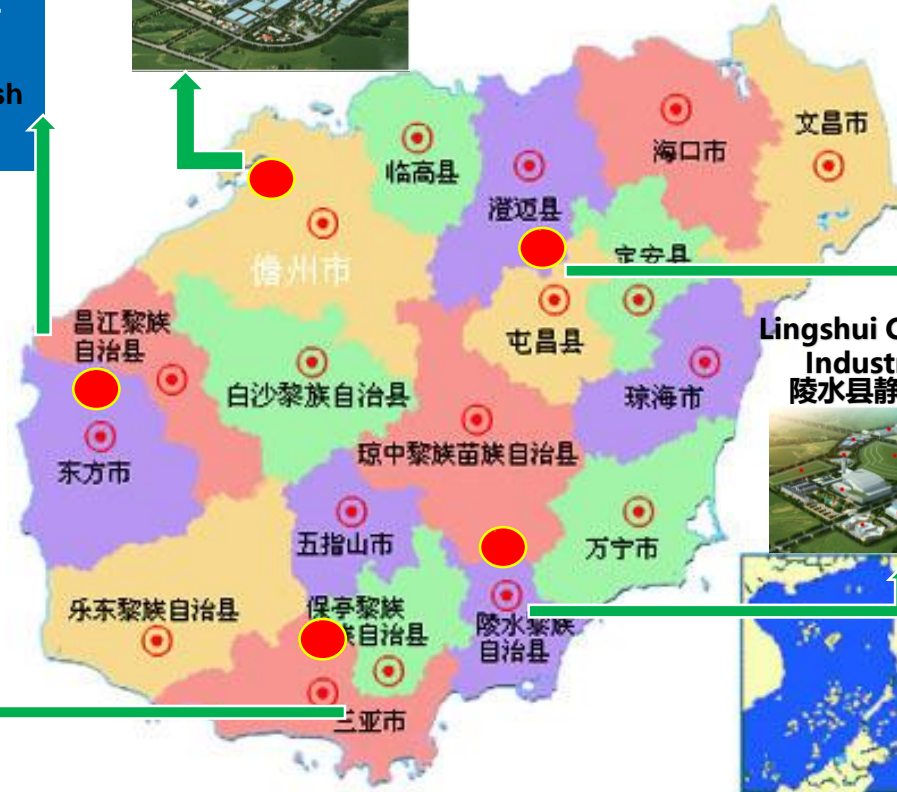 sh
临高县
海口市
文昌市
澄迈县
定安县
儋州市
昌江黎族
自治县
屯昌县
Lingshui C
Industr
陵水县静
白沙黎族自治县
琼海市
琼中黎族苗族自治县
东方市
五指山市
万宁市
乐东黎族自治县
保亭黎族
族自治县
陵水黎族
自治县
三亚市